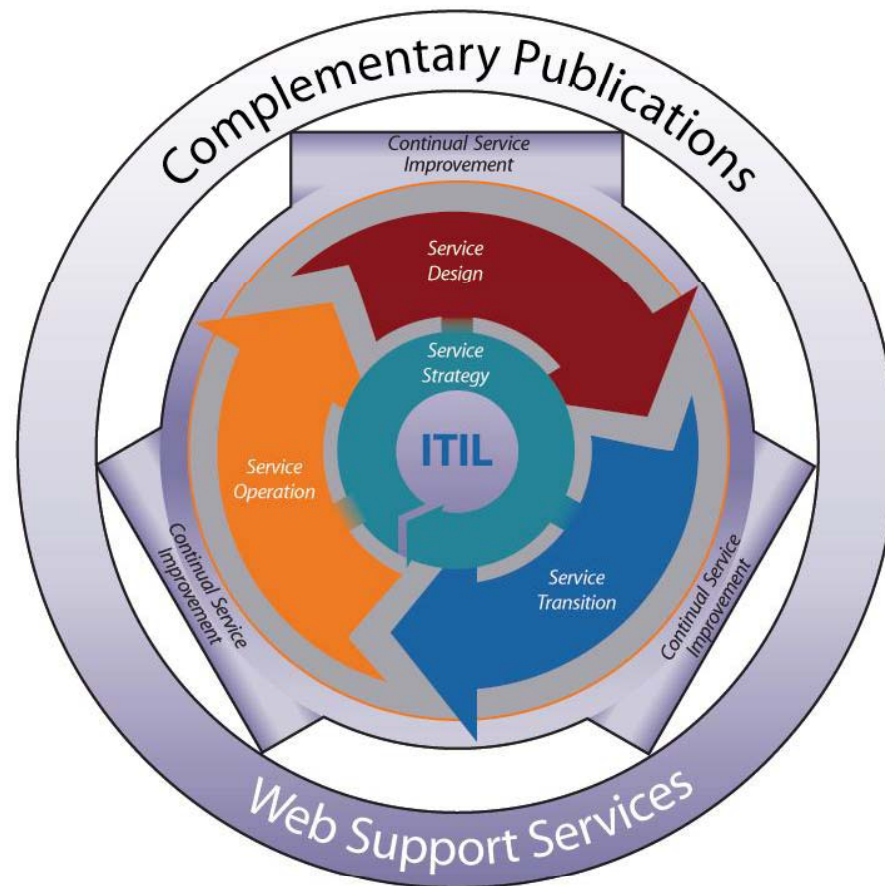 Complementary Publications
Continual Service
Improvement
Service
Design
Service
Strategy
ITIL
Service
Operation
Service
Transition
Continual Service
Improvement
Continual Service
Improvement
Web Support Services